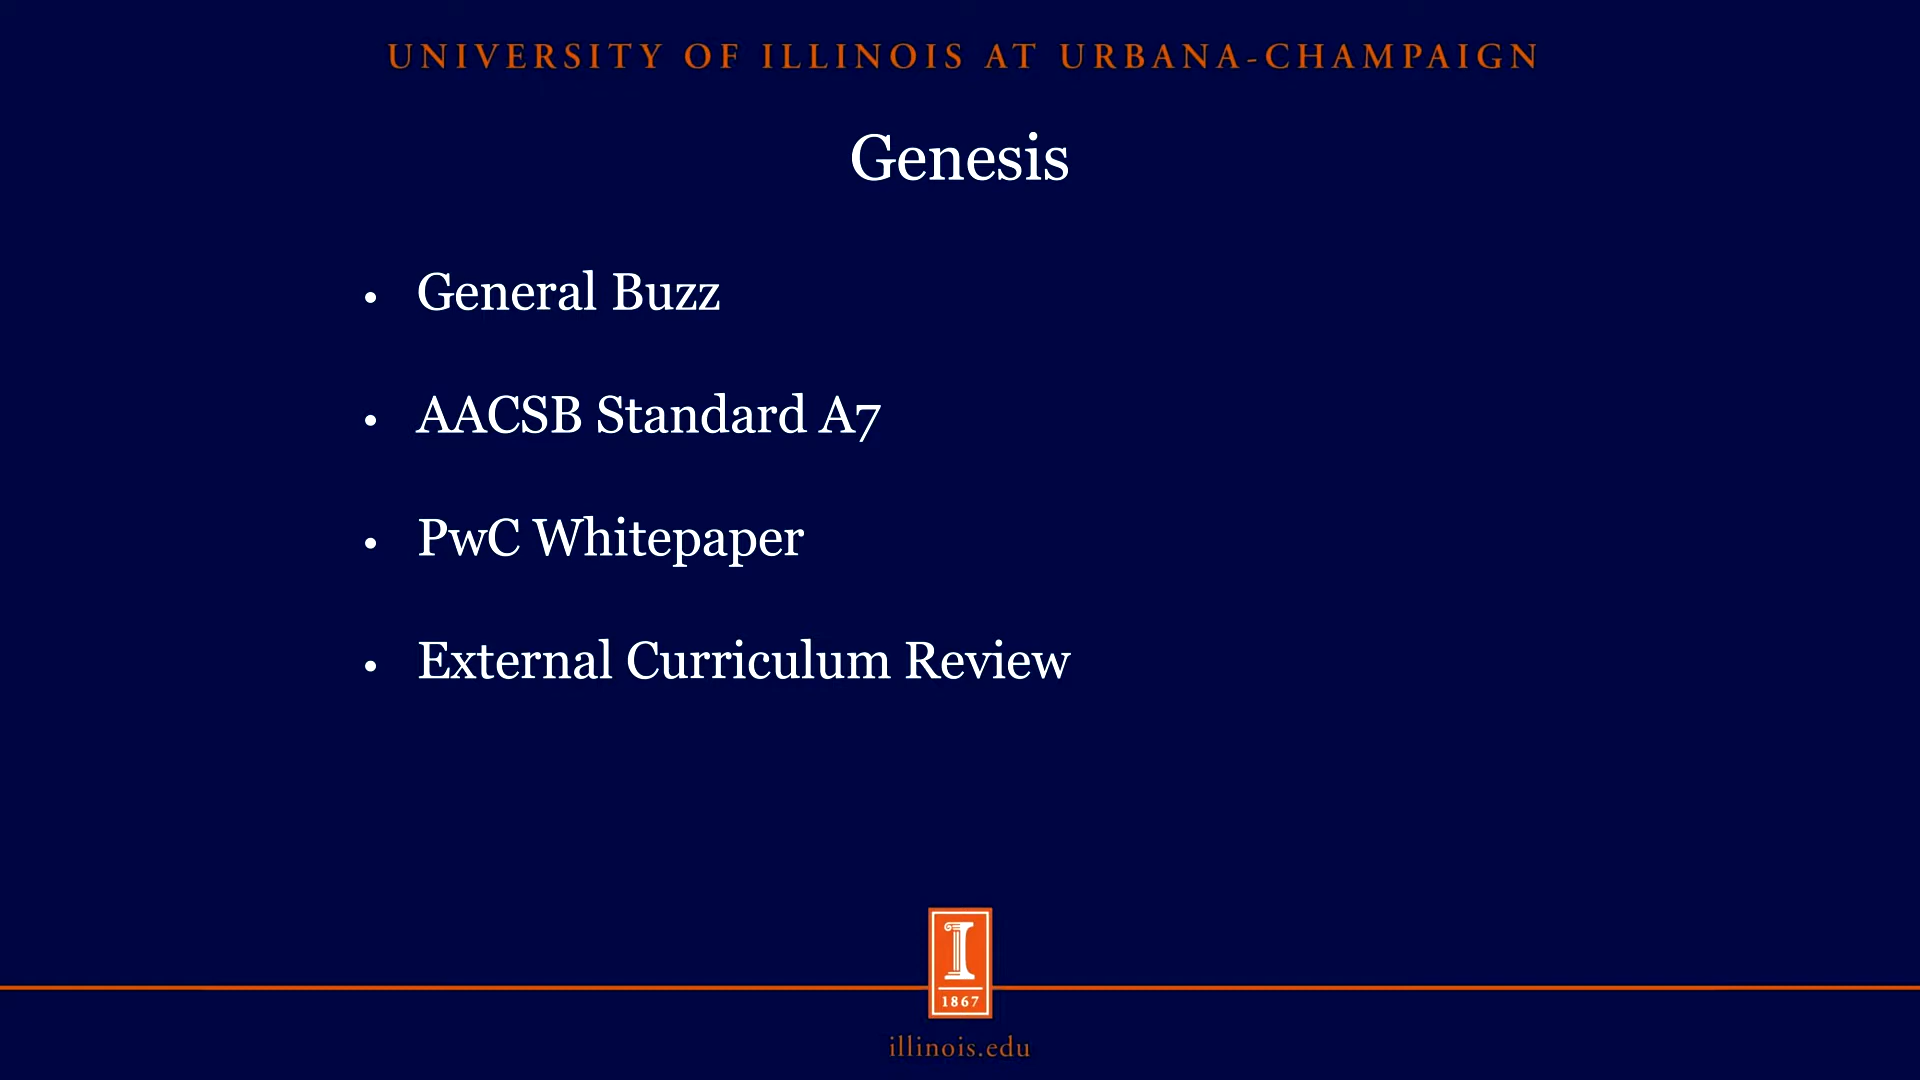 UNIVERSITY OF ILLINOIS AT URBANA-CHAMPAIGN
Genesis
• General Buzz
• AACSB Standard A7
• PwC Whitepaper
• External Curriculum Review
I
1867
illinois.edu